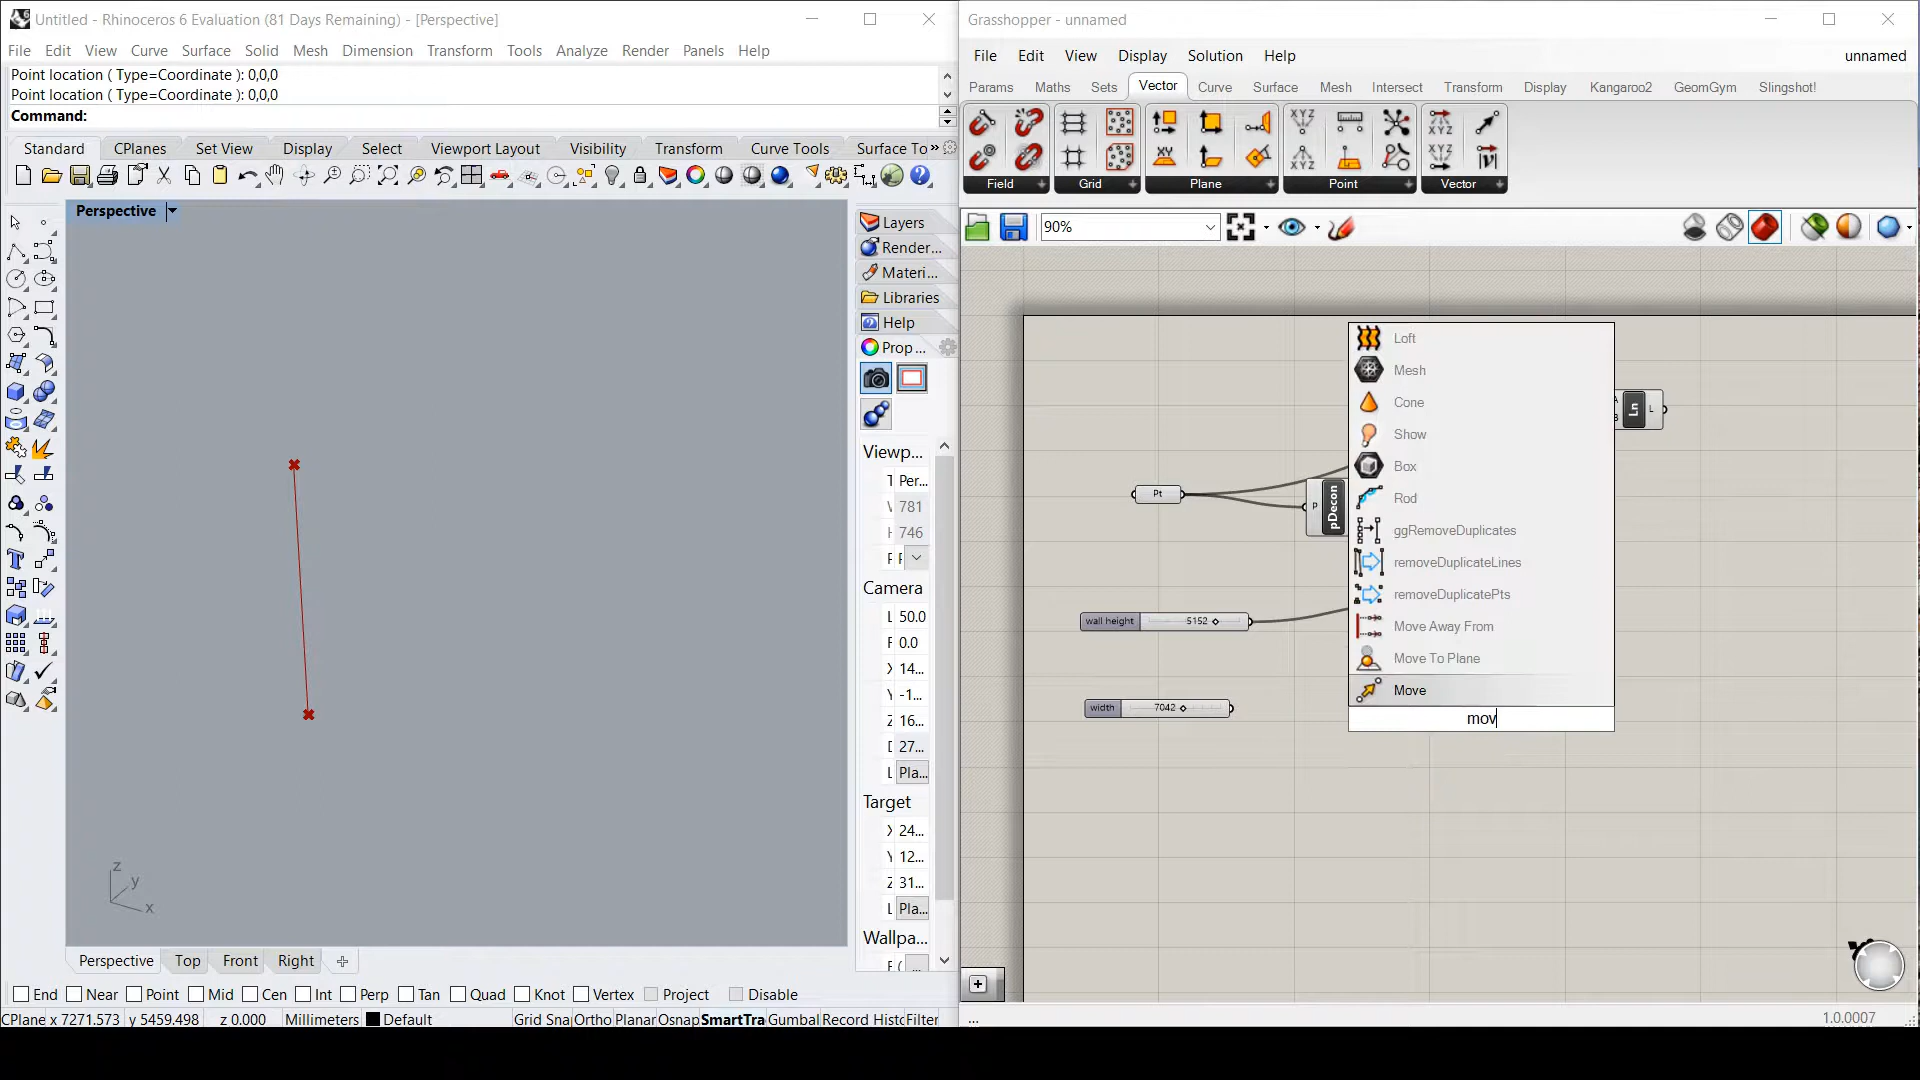 Untitled - Rhinoceros 6 Evaluation (81 Days Remaining) - [Perspective]
File Edit View Curve Surface Solid Mesh Dimension Transform Tools Analyze Render Panels Help
Point location ( Type=Coordinate ): 0,0,0
Point location ( Type=Coordinate ): 0,0,0
Command:
Standard CPlanes Set View Display Select Viewport Layout Visibility Transform Curve Tools Surface To»
Perspective
z
y
x
Layers
Render...
Materi...
Libraries
Help
Prop ...
Viewp...
Per...
781
746
Camera
50.0
0.0
X 14...
-1...
Z 16...
27...
L Pla...
Target
X 24...
12...
Z 31...
L Pla...
Wallpa...
...
Perspective Top Front Right
End Near Point Mid Cen Int Perp Tan Quad Knot Vertex Project Disable
CPlane x 7271.573 y 5459.498 z 0.000 Millimeters Default Grid Sna Ortho Planar Osnap SmartTra Gumbal Record Histo Filter
Grasshopper - unnamed
File Edit View Display Solution Help unnamed
Params Maths Sets Vector Curve Surface Mesh Intersect Transform Display Kangaroo2 GeomGym Slingshot!
Field Grid Plane Point Vector
90%
Pt
P pDecon
wall height 5152
width 7042
A
B
Ln L
Loft
Mesh
Cone
Show
Box
Rod
ggRemoveDuplicates
removeDuplicateLines
removeDuplicatePts
Move Away From
Move To Plane
Move
mov
...
1.0.0007